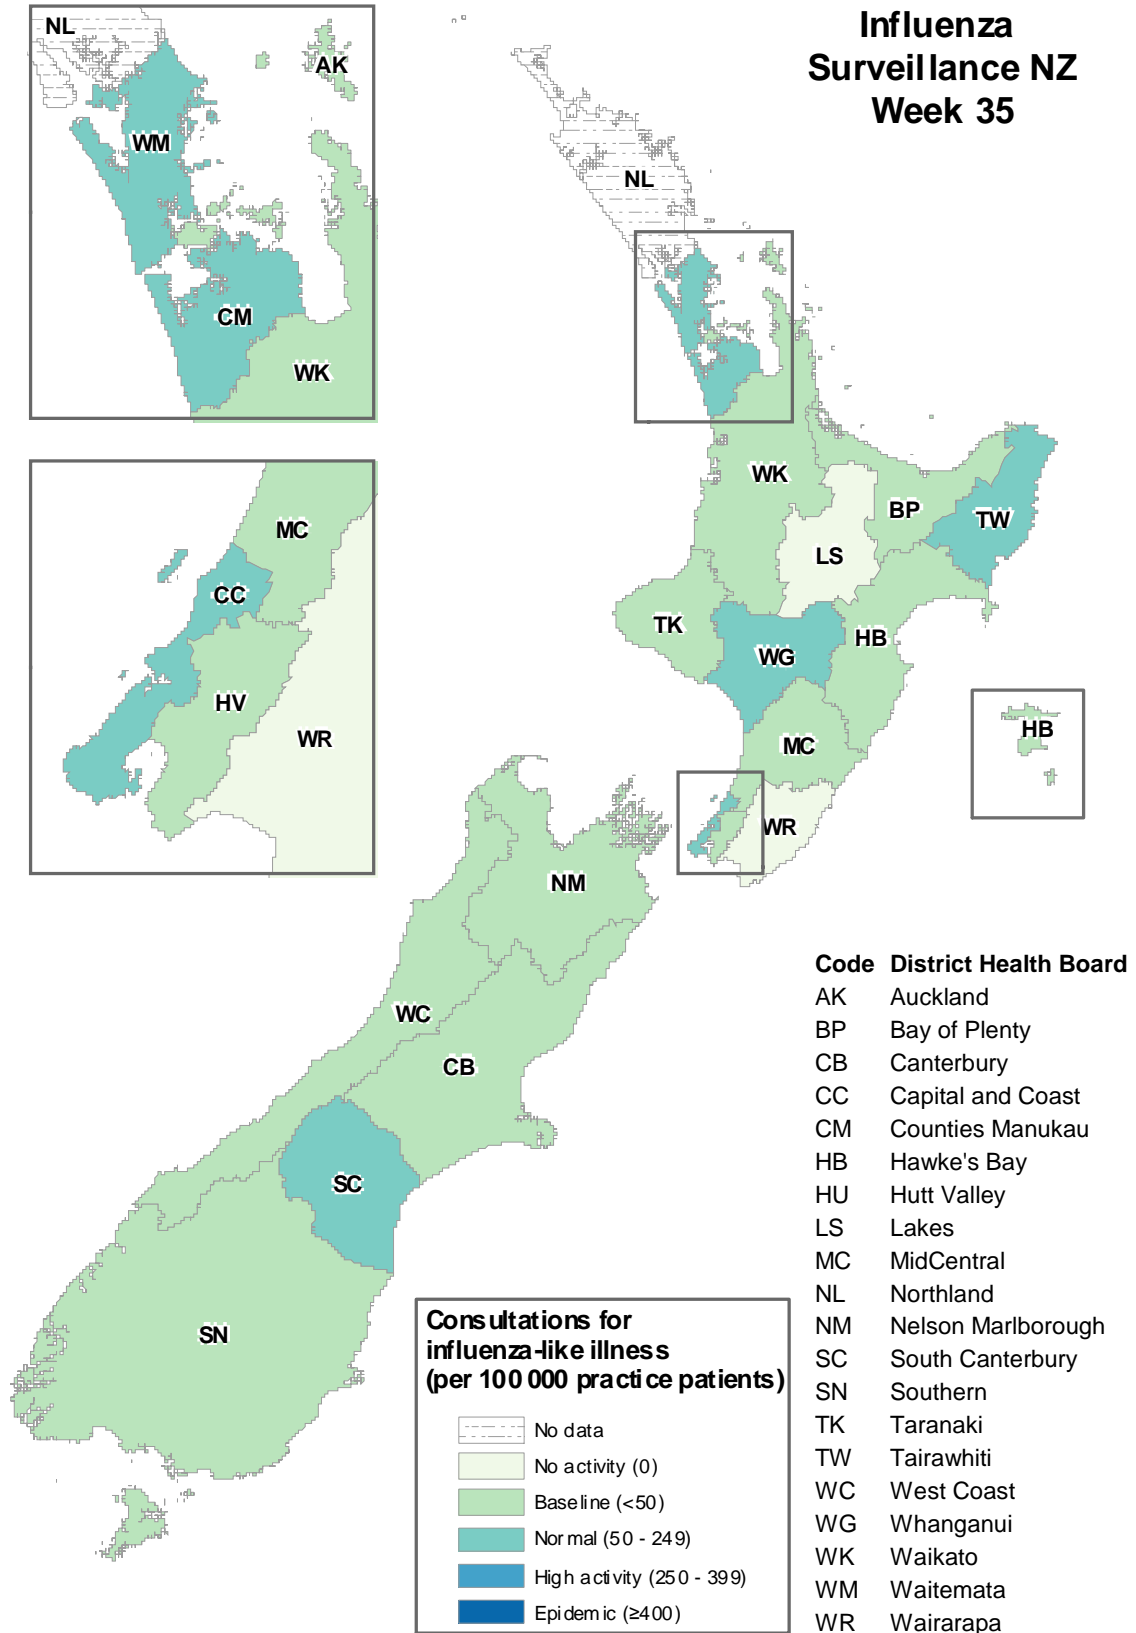 Influenza
Surveillance NZ
Week 35
NL
AK
WM
CM
WK
NL
WK
BP
TW
LS
TK
HB
WG
MC
WR
HB
MC
CC
HV
WR
NM
WC
CB
SC
SN
Code District Health Board
AK Auckland
BP Bay of Plenty
CB Canterbury
CC Capital and Coast
CM Counties Manukau
HB Hawke's Bay
HU Hutt Valley
LS Lakes
MC MidCentral
NL Northland
NM Nelson Marlborough
SC South Canterbury
SN Southern
TK Taranaki
TW Tairawhiti
WC West Coast
WG Whanganui
WK Waikato
WM Waitemata
WR Wairarapa
Consultations for
influenza-like illness
(per 100 000 practice patients)
No data
No activity (0)
Baseline (<50)
Normal (50 - 249)
High activity (250 - 399)
Epidemic (≥400)